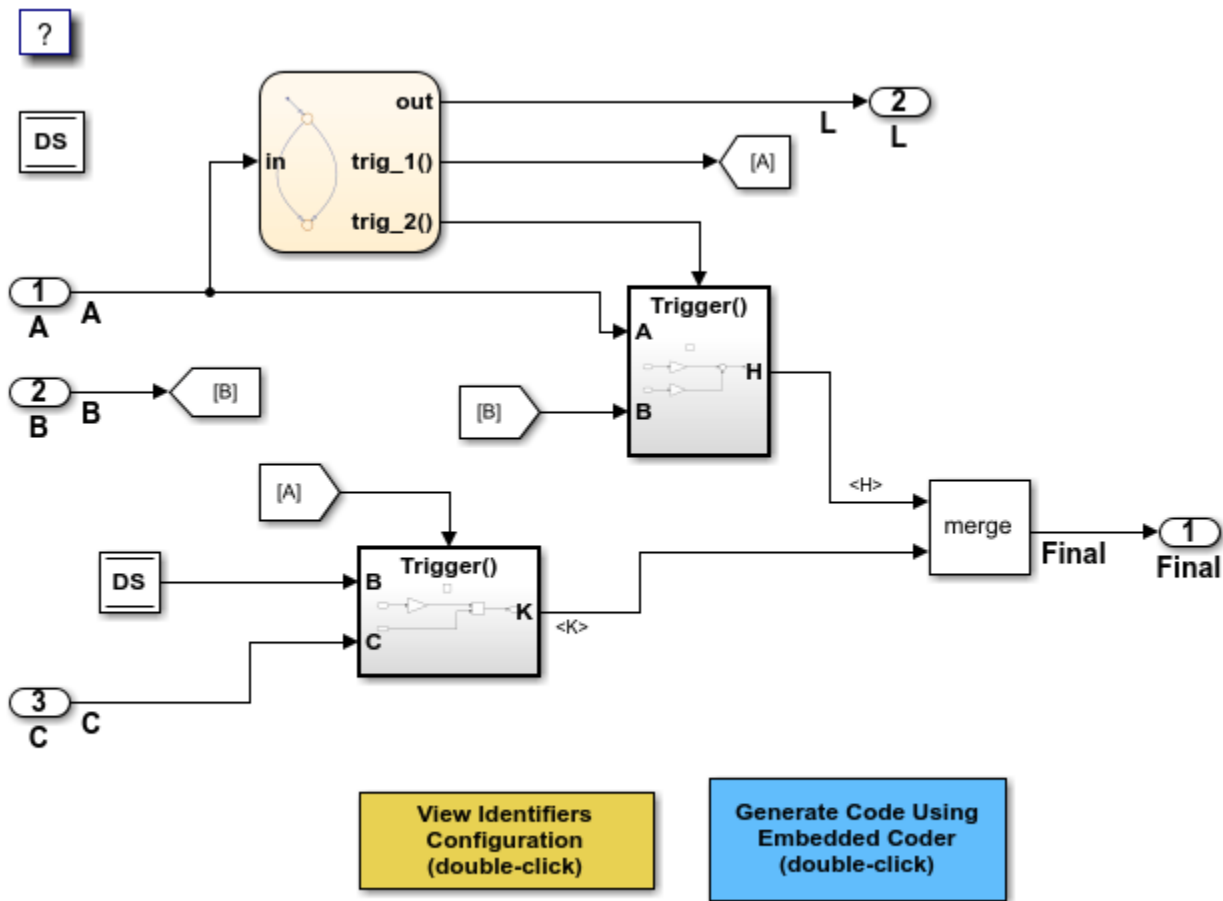 ?
DS
in
out
trig_1()
trig_2()
L
2
L
[A]
1
A
A
Trigger()
A
B
H
2
B
B
[B]
[B]
[A]
<H>
merge
Final
1
Final
DS
Trigger()
B
C
K
<K>
3
C
C
View Identifiers
Configuration
(double-click)
Generate Code Using
Embedded Coder
(double-click)